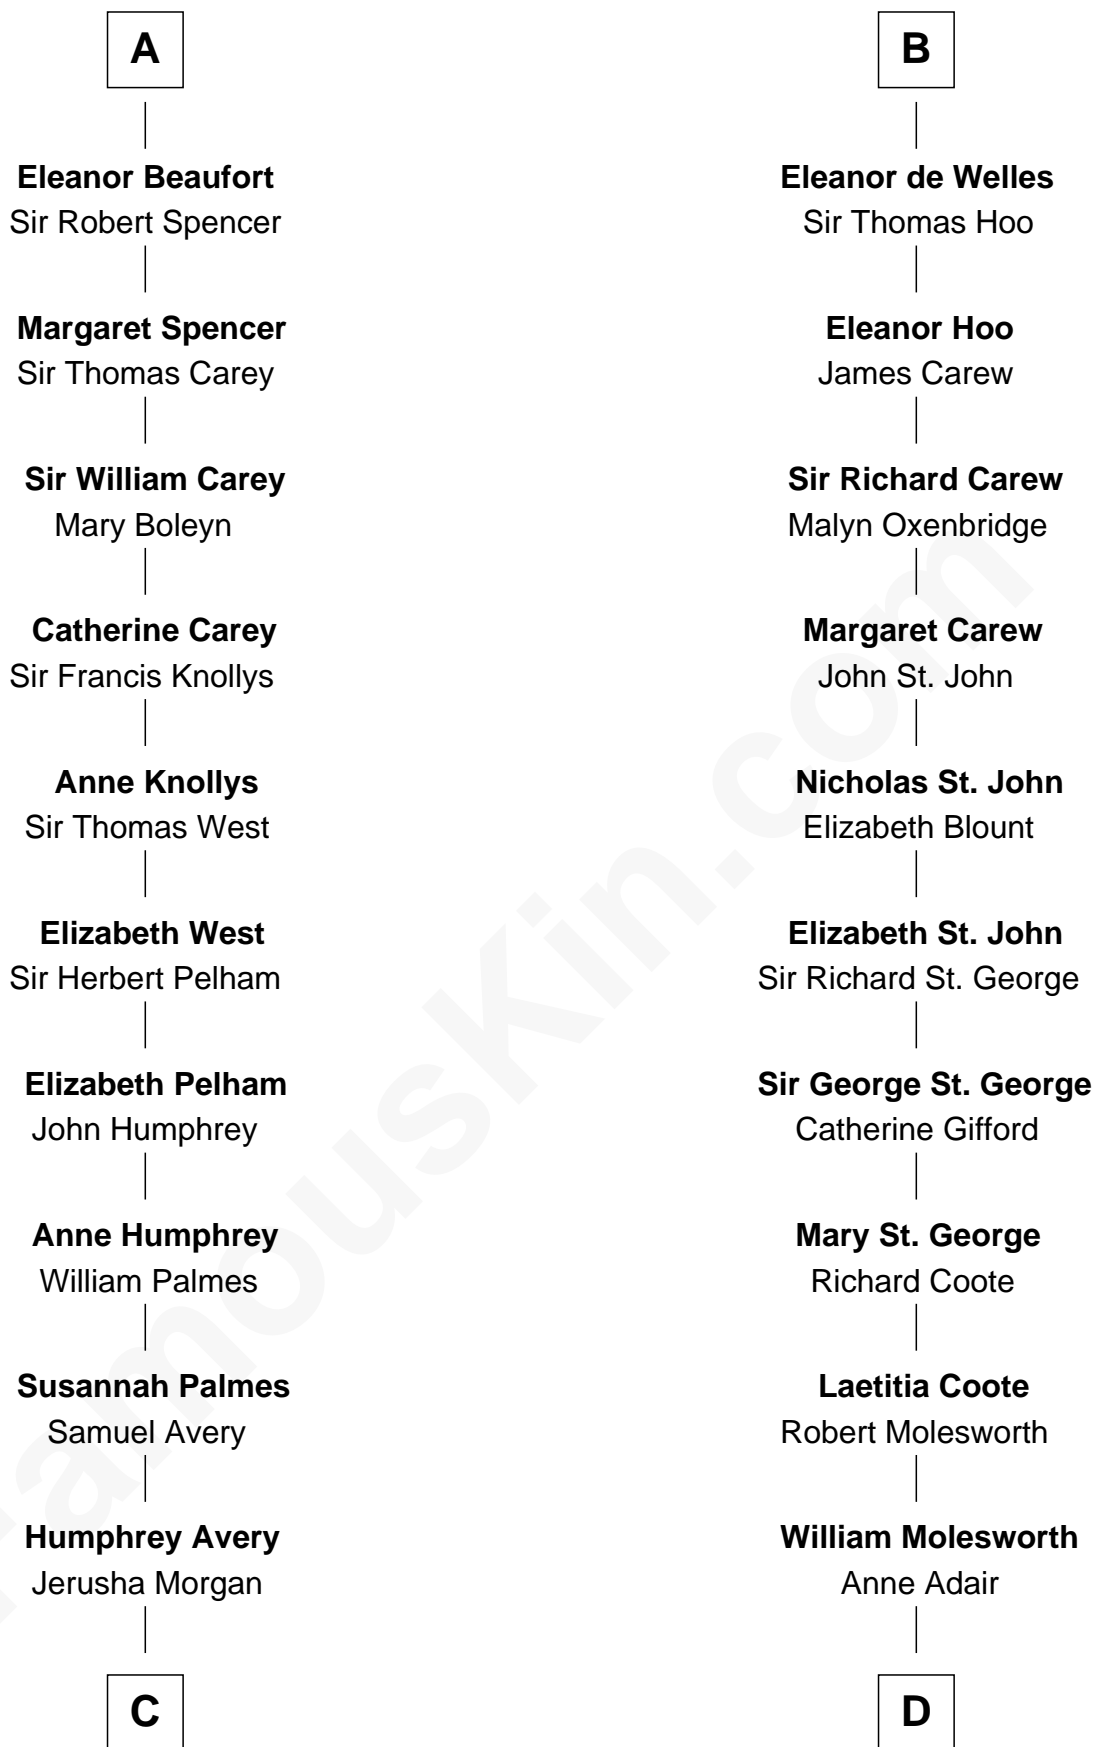 A
Eleanor Beaufort
Sir Robert Spencer
Margaret Spencer
Sir Thomas Carey
Sir William Carey
Mary Boleyn
Catherine Carey
Sir Francis Knollys
Anne Knollys
Sir Thomas West
Elizabeth West
Sir Herbert Pelham
Elizabeth Pelham
John Humphrey
Anne Humphrey
William Palmes
Susannah Palmes
Samuel Avery
Humphrey Avery
Jerusha Morgan
C
B
Eleanor de Welles
Sir Thomas Hoo
Eleanor Hoo
James Carew
Sir Richard Carew
Malyn Oxenbridge
Margaret Carew
John St. John
Nicholas St. John
Elizabeth Blount
Elizabeth St. John
Sir Richard St. George
Sir George St. George
Catherine Gifford
Mary St. George
Richard Coote
Laetitia Coote
Robert Molesworth
William Molesworth
Anne Adair
D
FamousKin.com